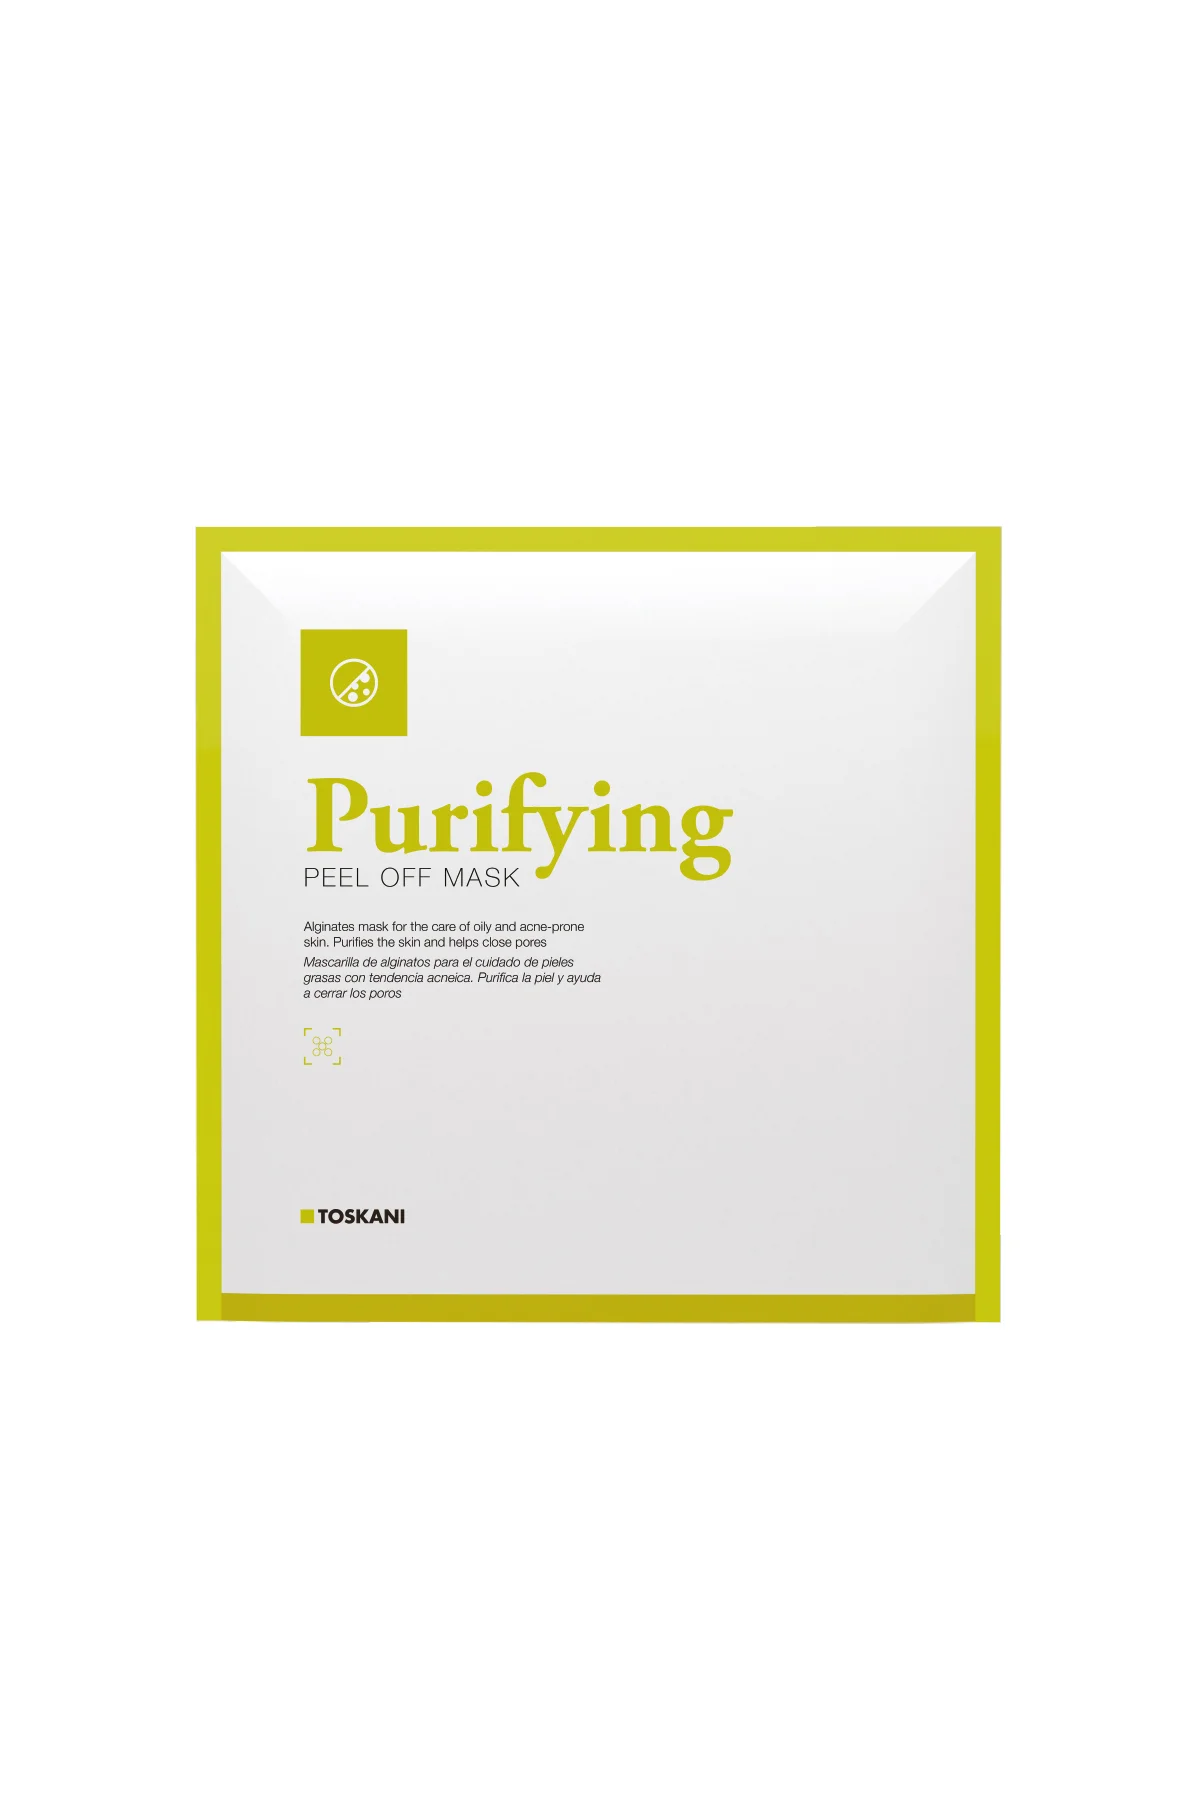 Purifying
PEEL OFF MASK
Alginates mask for the care of oily and acne-prone
skin. Purifies the skin and helps close pores
Mascarilla de alginatos para el cuidado de pieles
grasas con tendencia acneica. Purifica la piel y ayuda
a cerrar los poros
TOSKANI